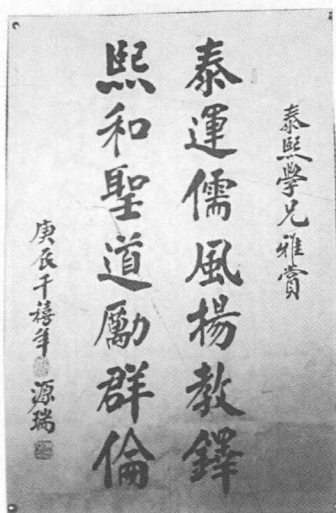 泰熙學兄雅賞
泰運儒風揚教鐸
熙和聖道勵群倫
庚辰千禧年 源瑞